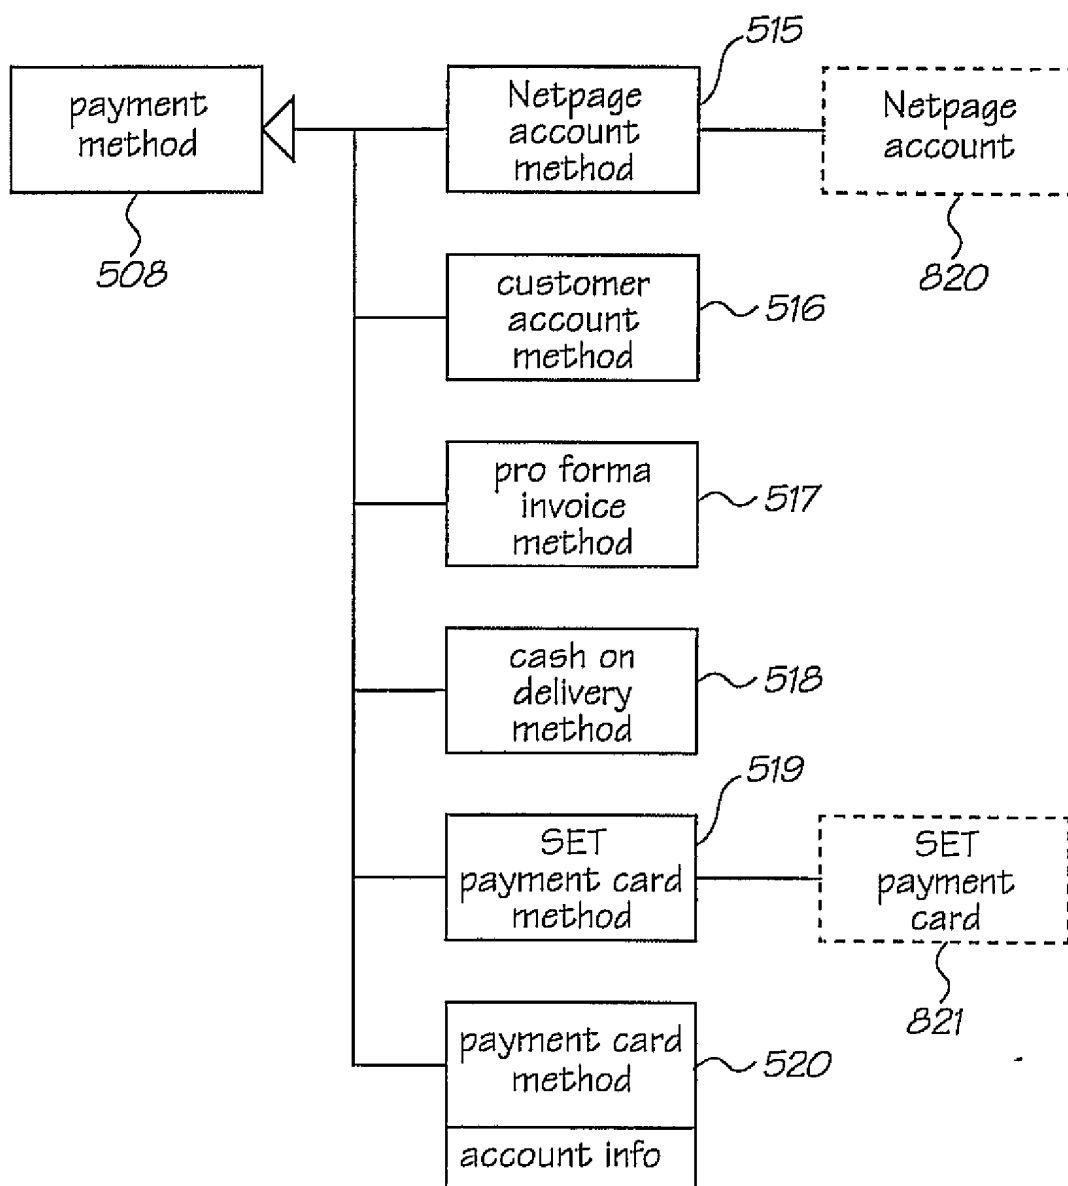 515
payment
method
Netpage
account
method
Netpage
account
508
820
customer
account
method
516
pro forma
invoice
method
517
cash on
delivery
method
518
519
SET
payment card
method
SET
payment
card
821
payment card
method
520
account info